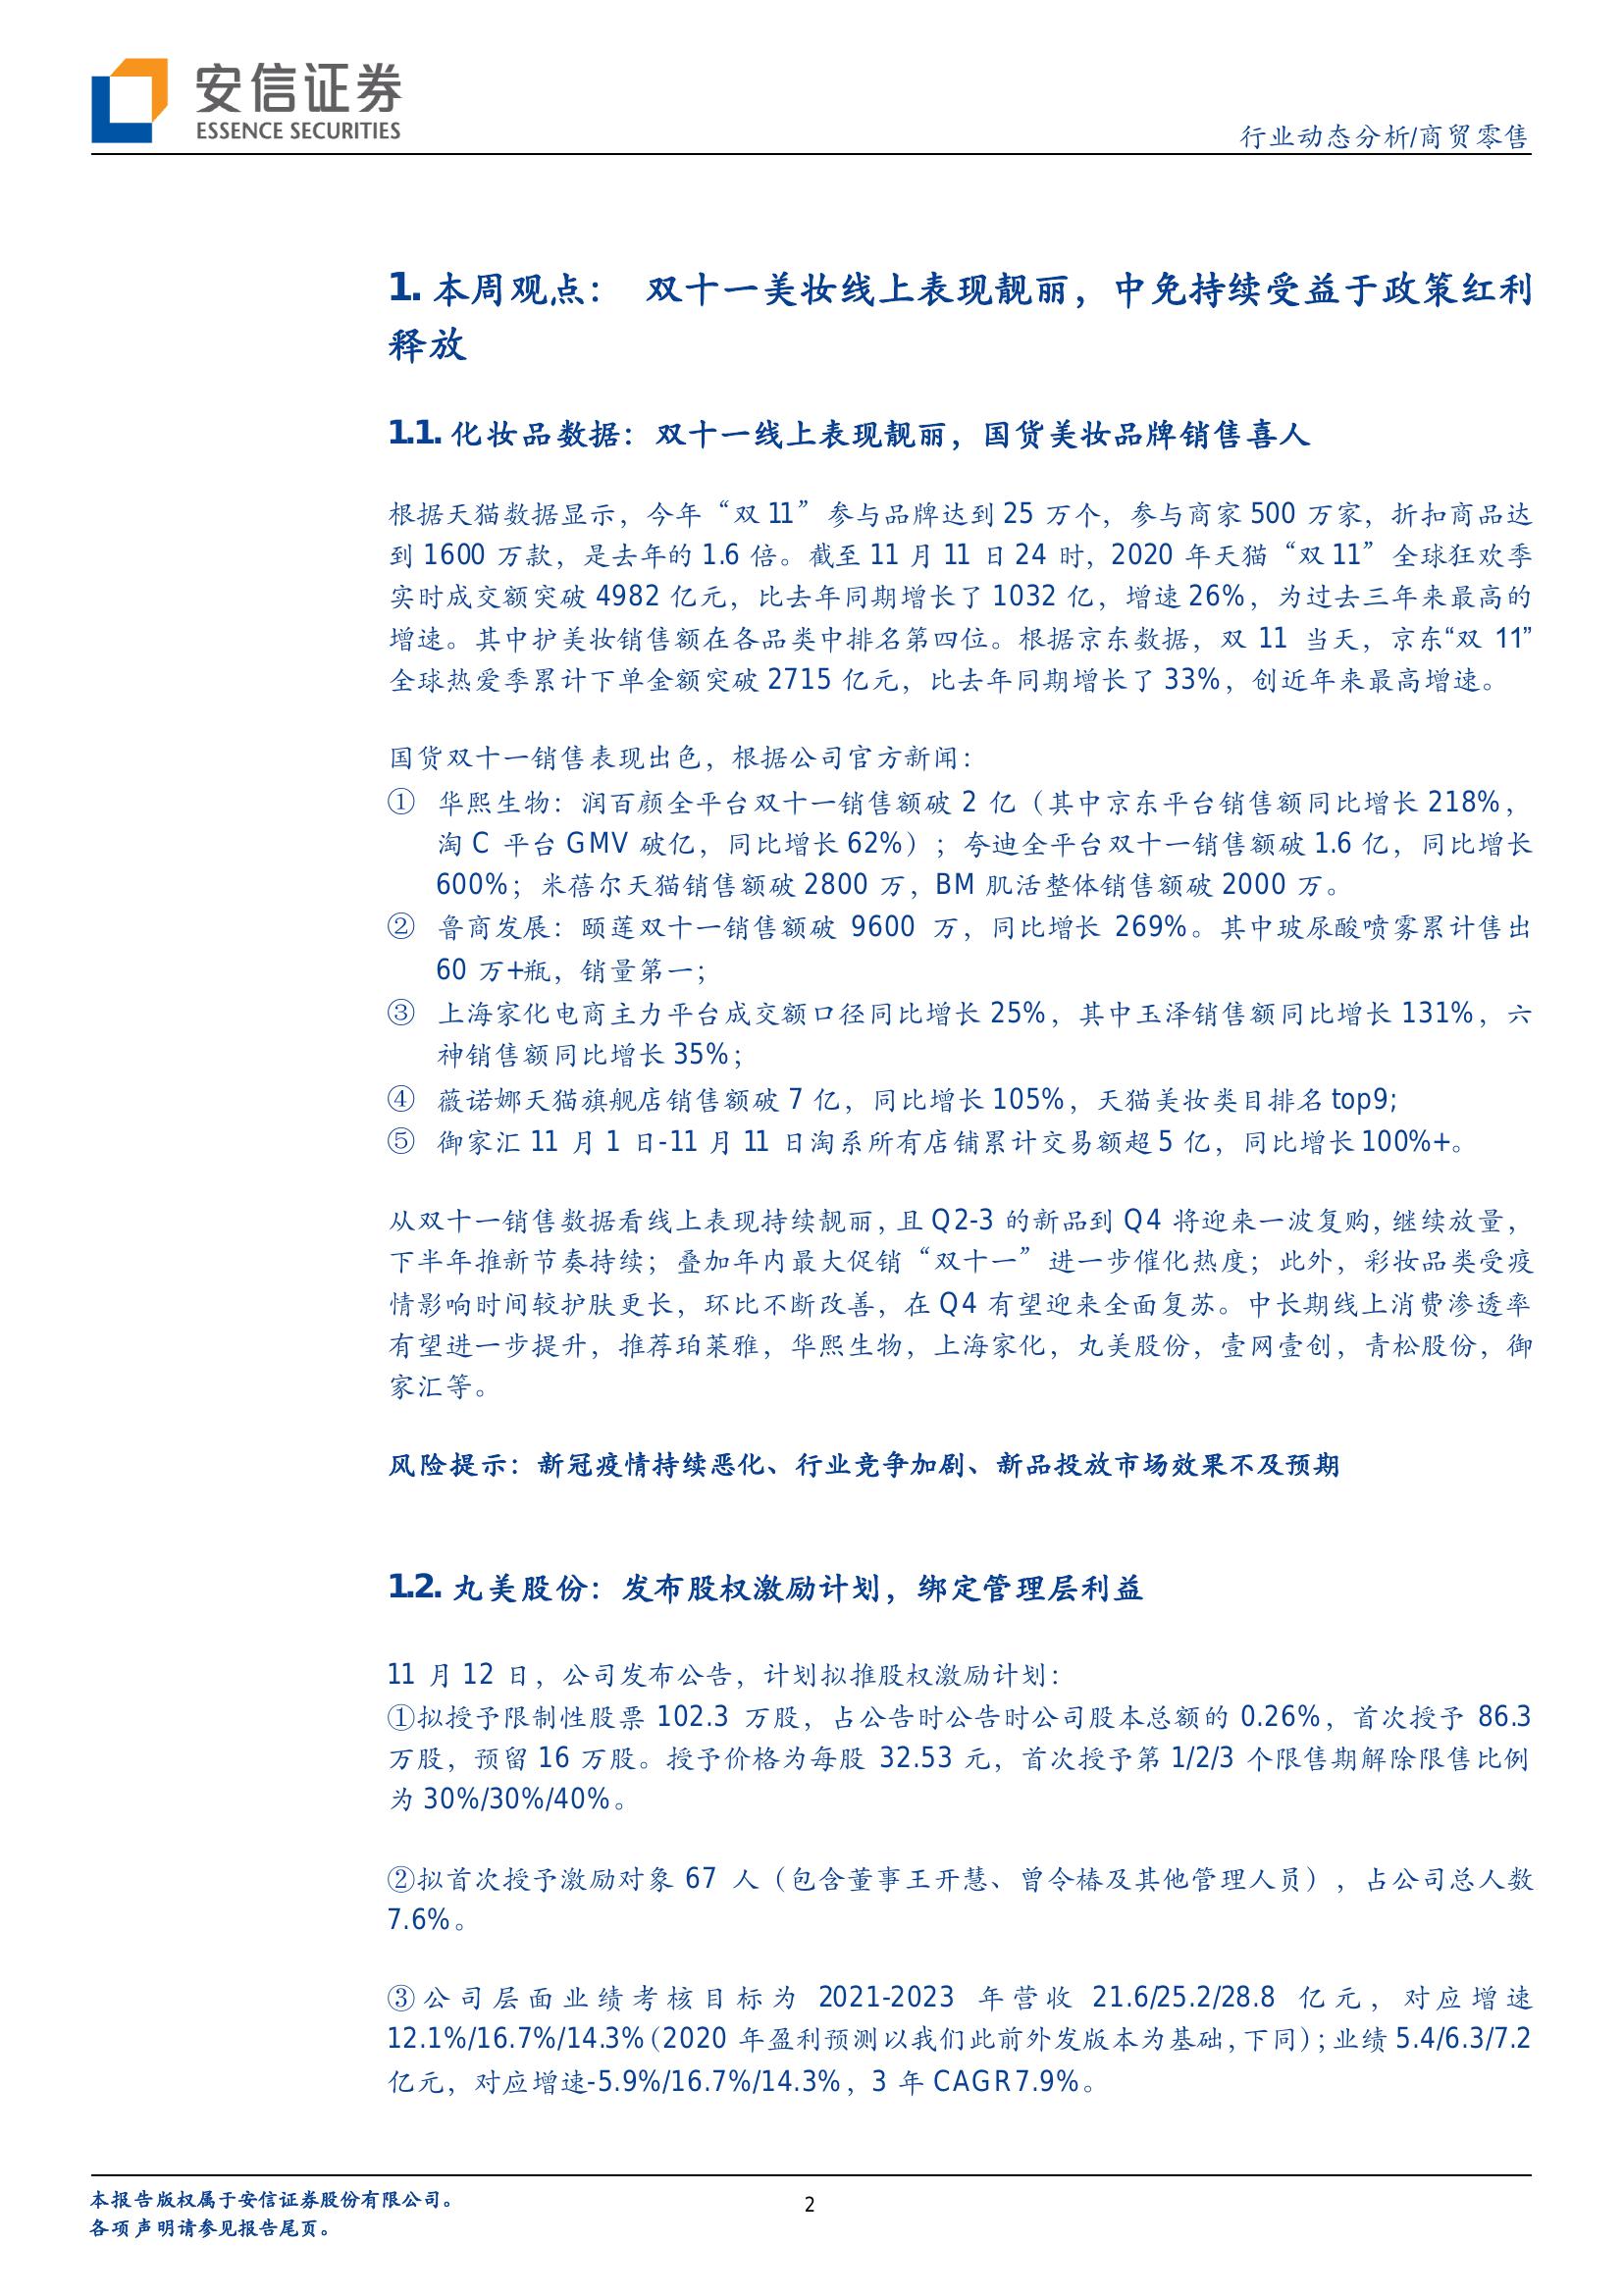 安信证券
ESSENCE SECURITIES
行业动态分析/商贸零售
1. 本周观点： 双十一美妆线上表现靓丽，中免持续受益于政策红利
释放
1.1. 化妆品数据：双十一线上表现靓丽，国货美妆品牌销售喜人
根据天猫数据显示，今年“双 11”参与品牌达到 25 万个，参与商家 500 万家，折扣商品达
到 1600 万款，是去年的 1.6 倍。截至 11 月 11 日 24 时，2020 年天猫“双 11”全球狂欢季
实时成交额突破 4982 亿元，比去年同期增长了 1032 亿，增速 26%，为过去三年来最高的
增速。其中护美妆销售额在各品类中排名第四位。根据京东数据，双 11 当天，京东“双 11”
全球热爱季累计下单金额突破 2715 亿元，比去年同期增长了 33%，创近年来最高增速。
国货双十一销售表现出色，根据公司官方新闻：
① 华熙生物：润百颜全平台双十一销售额破 2 亿（其中京东平台销售额同比增长 218%，
淘 C 平台 GMV 破亿，同比增长 62%）；夸迪全平台双十一销售额破 1.6 亿，同比增长
600%；米蓓尔天猫销售额破 2800 万，BM 肌活整体销售额破 2000 万。
② 鲁商发展：颐莲双十一销售额破 9600 万，同比增长 269%。其中玻尿酸喷雾累计售出
60 万+瓶，销量第一；
③ 上海家化电商主力平台成交额口径同比增长 25%，其中玉泽销售额同比增长 131%，六
神销售额同比增长 35%；
④ 薇诺娜天猫旗舰店销售额破 7 亿，同比增长 105%，天猫美妆类目排名 top9;
⑤ 御家汇 11 月 1 日-11 月 11 日淘系所有店铺累计交易额超 5 亿，同比增长 100%+。
从双十一销售数据看线上表现持续靓丽，且 Q2-3 的新品到 Q4 将迎来一波复购，继续放量，
下半年推新节奏持续；叠加年内最大促销“双十一”进一步催化热度；此外，彩妆品类受疫
情影响时间较护肤更长，环比不断改善，在 Q4 有望迎来全面复苏。中长期线上消费渗透率
有望进一步提升，推荐珀莱雅，华熙生物，上海家化，丸美股份，壹网壹创，青松股份，御
家汇等。
风险提示：新冠疫情持续恶化、行业竞争加剧、新品投放市场效果不及预期
1.2. 丸美股份：发布股权激励计划，绑定管理层利益
11 月 12 日，公司发布公告，计划拟推股权激励计划：
①拟授予限制性股票 102.3 万股，占公告时公告时公司股本总额的 0.26%，首次授予 86.3
万股，预留 16 万股。授予价格为每股 32.53 元，首次授予第 1/2/3 个限售期解除限售比例
为 30%/30%/40%。
②拟首次授予激励对象 67 人（包含董事王开慧、曾令椿及其他管理人员），占公司总人数
7.6%。
③公司层面业绩考核目标为 2021-2023 年营收 21.6/25.2/28.8 亿元，对应增速
12.1%/16.7%/14.3%（2020 年盈利预测以我们此前外发版本为基础，下同）；业绩 5.4/6.3/7.2
亿元，对应增速-5.9%/16.7%/14.3%，3 年 CAGR7.9%。
本报告版权属于安信证券股份有限公司。
各项声明请参见报告尾页。
2